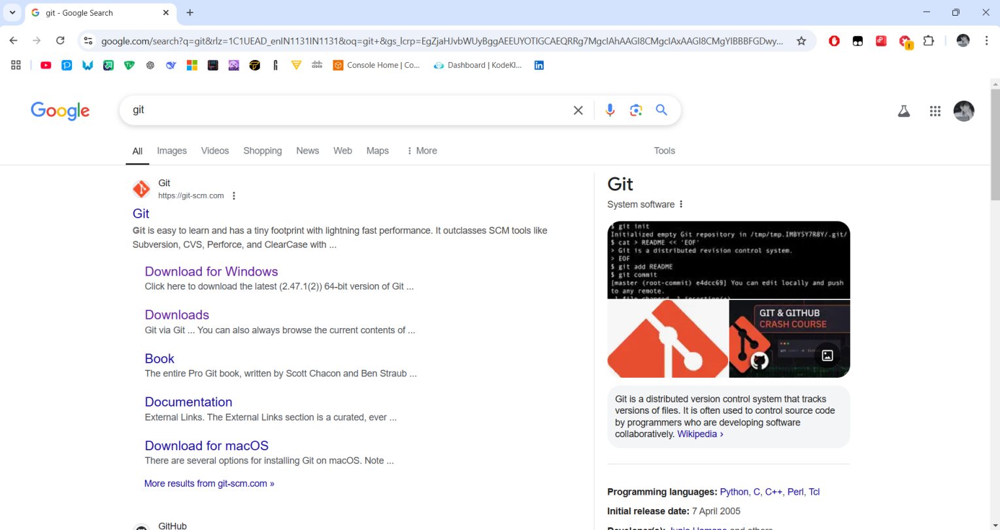 git - Google Search
google.com/search?q=git&rlz=1C1UEAD_enIN1131IN1131&oq=git+&gs_lcrp=EgZjaHJvbWUyBggAEEUYOTIGCAEQRRg7MgcIAhAAGI8CMgcIAxAAGI8CMgYIBBBFGDwy...
Console Home | Co...
Dashboard | KodeKl...
Google
git
All
Images
Videos
Shopping
News
Web
Maps
More
Tools
Git
https://git-scm.com
Git
Git is easy to learn and has a tiny footprint with lightning fast performance. It outclasses SCM tools like
Subversion, CVS, Perforce, and ClearCase with ...
Download for Windows
Click here to download the latest (2.47.1(2)) 64-bit version of Git ...
Downloads
Git via Git ... You can also always browse the current contents of ...
Book
The entire Pro Git book, written by Scott Chacon and Ben Straub ...
Documentation
External Links. The External Links section is a curated, ever ...
Download for macOS
There are several options for installing Git on macOS. Note ...
More results from git-scm.com »
GitHub
Git
System software
$ git init
Initialized empty Git repository in /tmp/tmp.IMBYSY7R8Y/.git/
$ cat > README << 'EOF'
> Git is a distributed revision control system.
> EOF
$ git add README
$ git commit
[master (root-commit) e4dcc69] You can edit locally and push
to any remote.
1 file changed, 1 insertion(+)
GIT & GITHUB
CRASH COURSE
Git is a distributed version control system that tracks
versions of files. It is often used to control source code
by programmers who are developing software
collaboratively. Wikipedia ›
Programming languages: Python, C, C++, Perl, Tcl
Initial release date: 7 April 2005
Developer(s): Junio Hamano and others